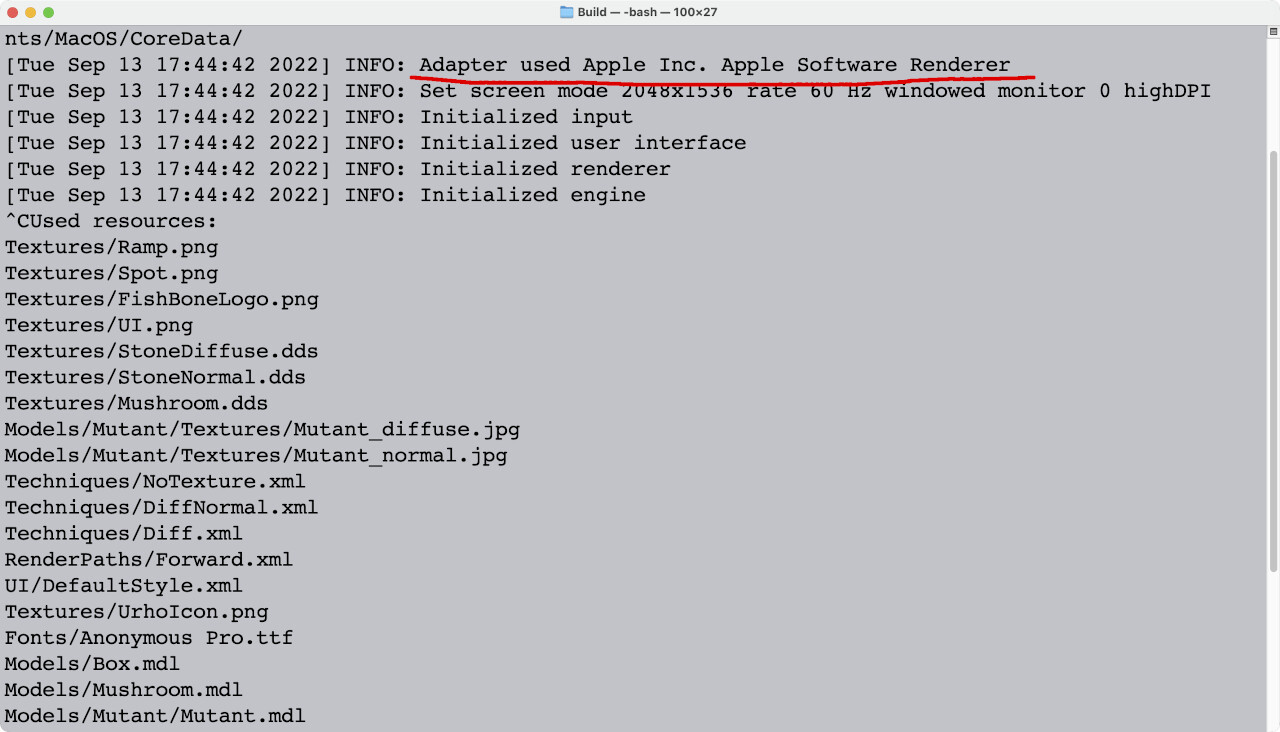 Build — -bash — 100×27
nts/MacOS/CoreData/
[Tue Sep 13 17:44:42 2022] INFO: Adapter used Apple Inc. Apple Software Renderer
[Tue Sep 13 17:44:42 2022] INFO: Set screen mode 2048x1536 rate 60 Hz windowed monitor 0 highDPI
[Tue Sep 13 17:44:42 2022] INFO: Initialized input
[Tue Sep 13 17:44:42 2022] INFO: Initialized user interface
[Tue Sep 13 17:44:42 2022] INFO: Initialized renderer
[Tue Sep 13 17:44:42 2022] INFO: Initialized engine
^CUsed resources:
Textures/Ramp.png
Textures/Spot.png
Textures/FishBoneLogo.png
Textures/UI.png
Textures/StoneDiffuse.dds
Textures/StoneNormal.dds
Textures/Mushroom.dds
Models/Mutant/Textures/Mutant_diffuse.jpg
Models/Mutant/Textures/Mutant_normal.jpg
Techniques/NoTexture.xml
Techniques/DiffNormal.xml
Techniques/Diff.xml
RenderPaths/Forward.xml
UI/DefaultStyle.xml
Textures/UrhoIcon.png
Fonts/Anonymous Pro.ttf
Models/Box.mdl
Models/Mushroom.mdl
Models/Mutant/Mutant.mdl